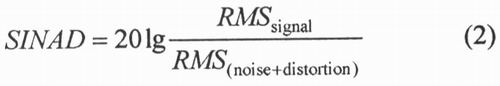 SINAD = 20 lg RMS_signal / RMS_(noise+distortion) (2)